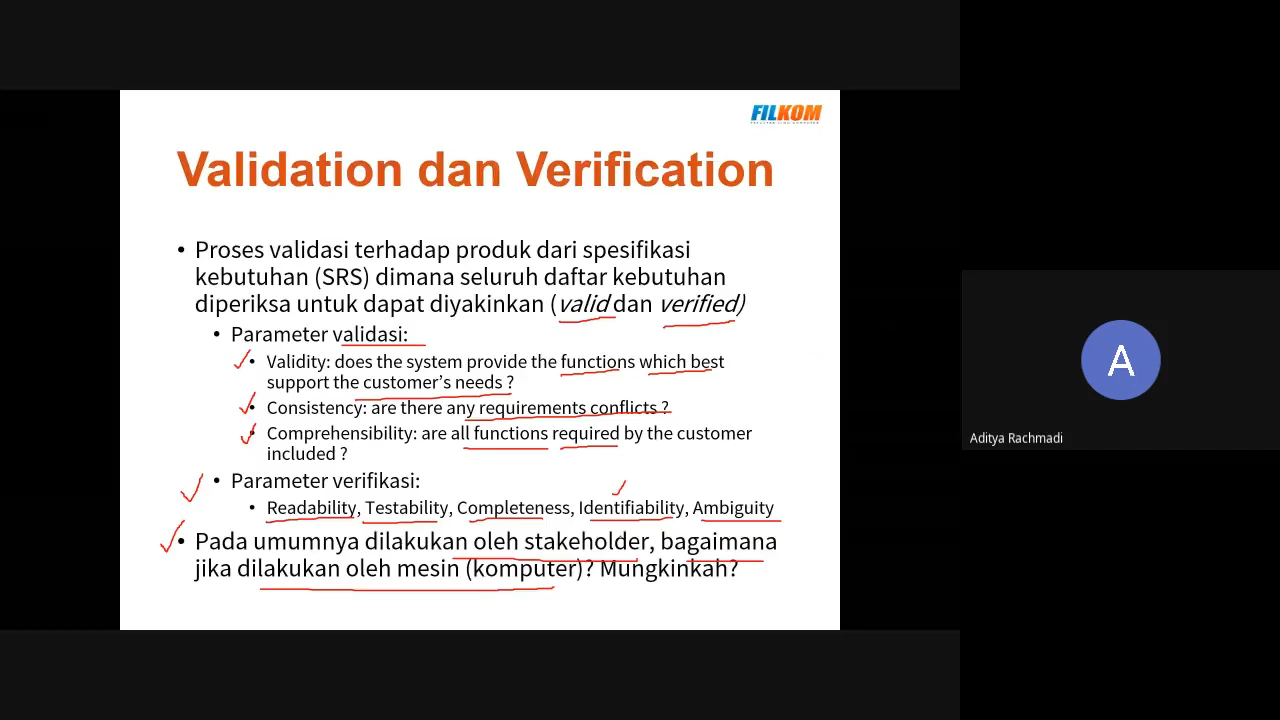 FILKOM
Validation dan Verification
• Proses validasi terhadap produk dari spesifikasi
kebutuhan (SRS) dimana seluruh daftar kebutuhan
diperiksa untuk dapat diyakinkan (valid dan verified)
• Parameter validasi:
• Validity: does the system provide the functions which best
support the customer's needs ?
• Consistency: are there any requirements conflicts ?
• Comprehensibility: are all functions required by the customer
included ?
• Parameter verifikasi:
• Readability, Testability, Completeness, Identifiability, Ambiguity
• Pada umumnya dilakukan oleh stakeholder, bagaimana
jika dilakukan oleh mesin (komputer)? Mungkinkah?
A
Aditya Rachmadi